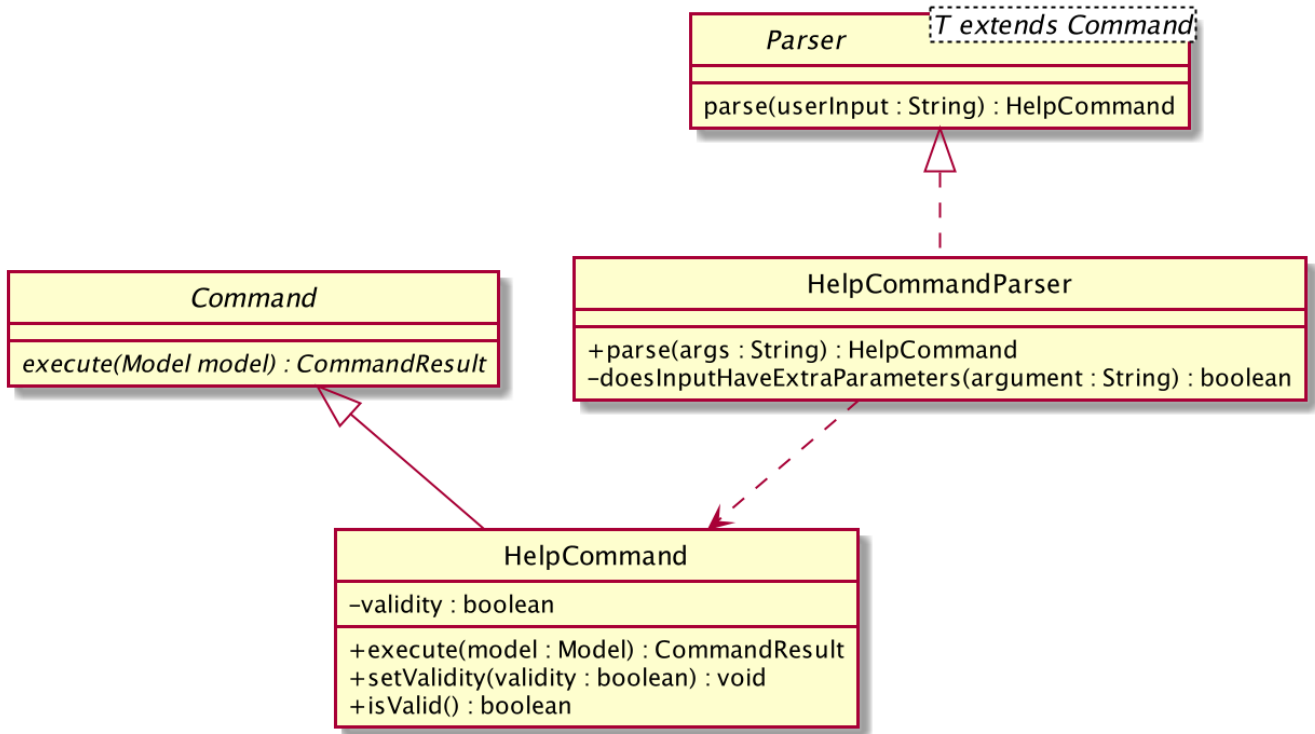 Parser
T extends Command
parse(userInput : String) : HelpCommand
Command
execute(Model model) : CommandResult
HelpCommandParser
+parse(args : String) : HelpCommand
–doesInputHaveExtraParameters(argument : String) : boolean
HelpCommand
–validity : boolean
+execute(model : Model) : CommandResult
+setValidity(validity : boolean) : void
+isValid() : boolean